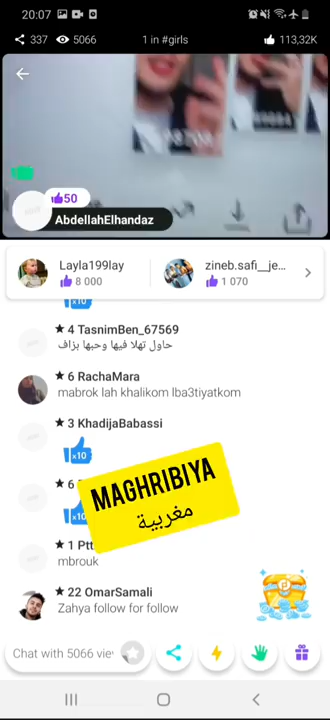 20:07
337 5066 1 in #girls 113,32K
50
AbdellahElhandaz
Layla199lay
8 000
zineb.safi__je...
1 070
x10
4 TasnimBen_67569
حاول تهلا فيها وحبها بزاف
6 RachaMara
mabrok lah khalikom lba3tiyatkom
3 KhadijaBabassi
x10
6
x10
MAGHRIBIYA
مغربية
1 Ptt
mbrouk
22 OmarSamali
Zahya follow for follow
Chat with 5066 vie